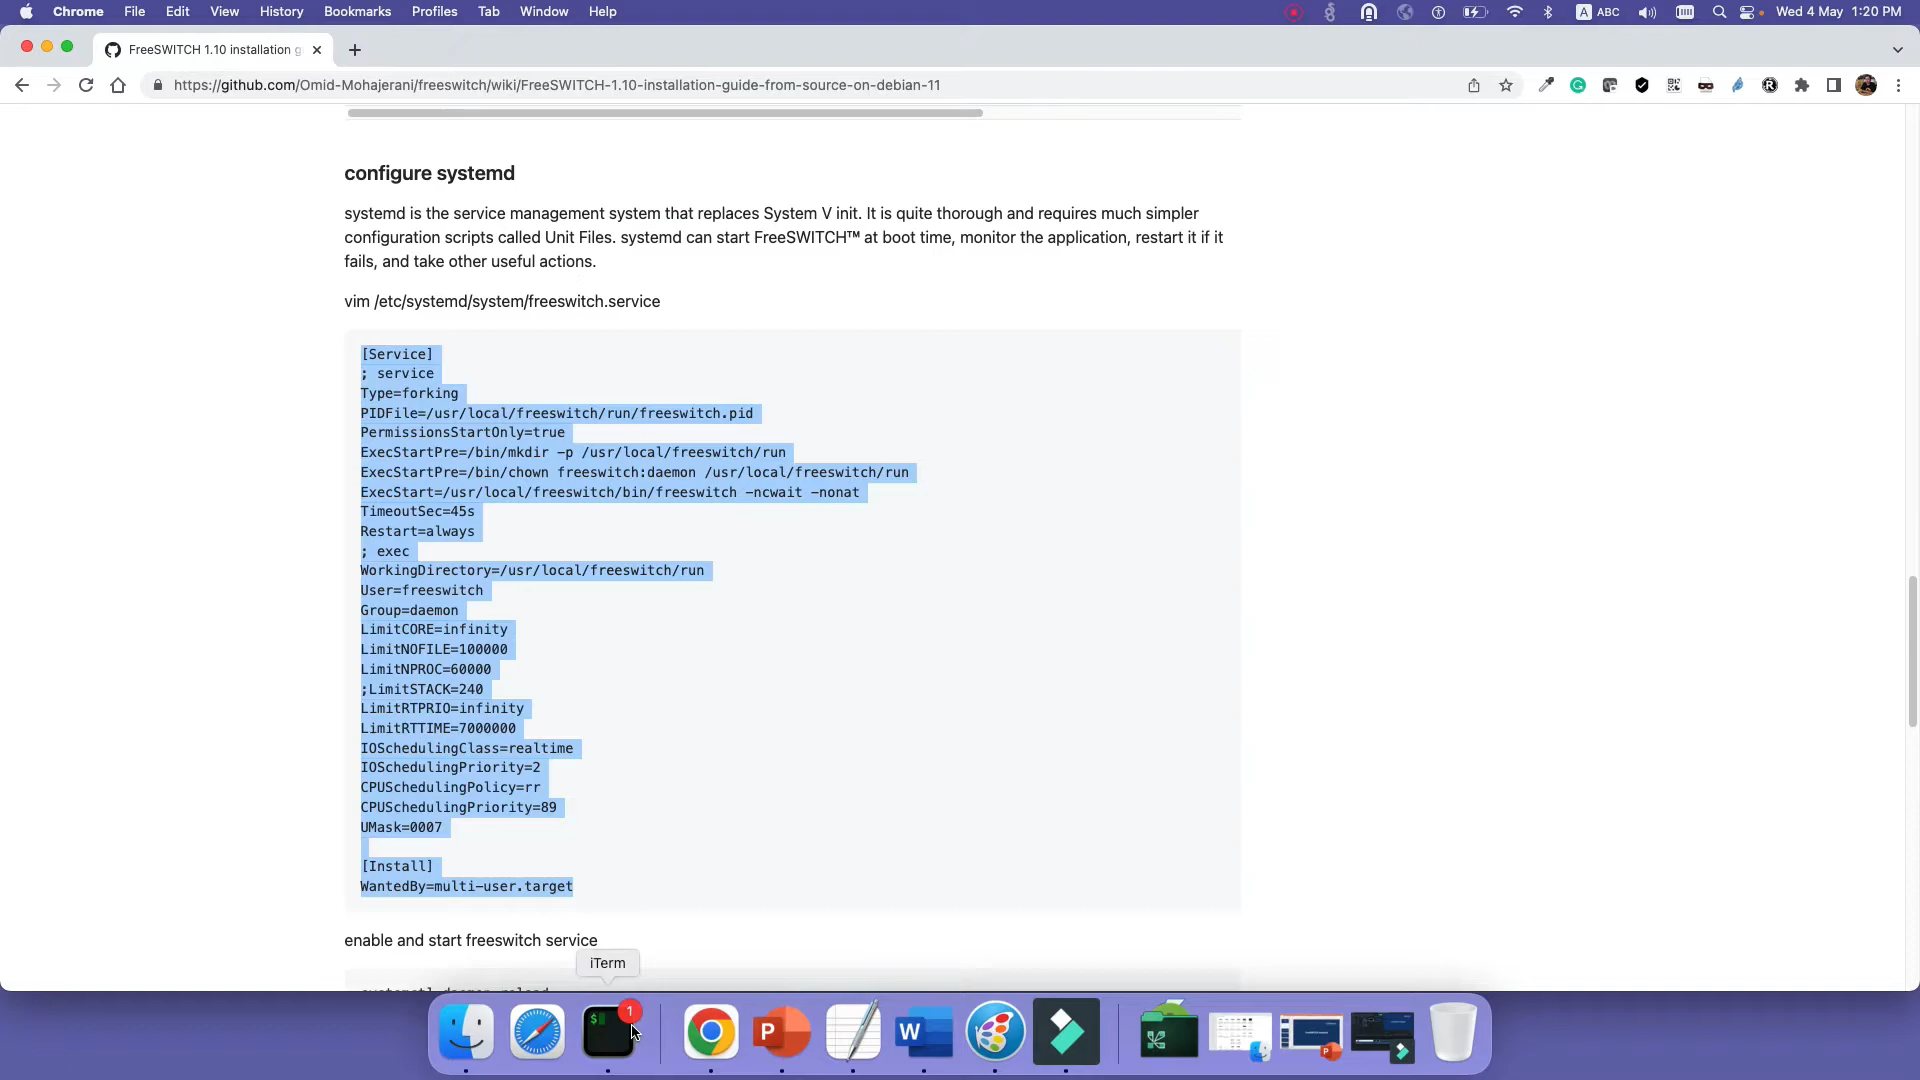 Chrome File Edit View History Bookmarks Profiles Tab Window Help A ABC Wed 4 May 1:20 PM
FreeSWITCH 1.10 installation g
https://github.com/Omid-Mohajerani/freeswitch/wiki/FreeSWITCH-1.10-installation-guide-from-source-on-debian-11
configure systemd
systemd is the service management system that replaces System V init. It is quite thorough and requires much simpler
configuration scripts called Unit Files. systemd can start FreeSWITCH™ at boot time, monitor the application, restart it if it
fails, and take other useful actions.
vim /etc/systemd/system/freeswitch.service
[Service]
; service
Type=forking
PIDFile=/usr/local/freeswitch/run/freeswitch.pid
PermissionsStartOnly=true
ExecStartPre=/bin/mkdir -p /usr/local/freeswitch/run
ExecStartPre=/bin/chown freeswitch:daemon /usr/local/freeswitch/run
ExecStart=/usr/local/freeswitch/bin/freeswitch -ncwait -nonat
TimeoutSec=45s
Restart=always
; exec
WorkingDirectory=/usr/local/freeswitch/run
User=freeswitch
Group=daemon
LimitCORE=infinity
LimitNOFILE=100000
LimitNPROC=60000
;LimitSTACK=240
LimitRTPRIO=infinity
LimitRTTIME=7000000
IOSchedulingClass=realtime
IOSchedulingPriority=2
CPUSchedulingPolicy=rr
CPUSchedulingPriority=89
UMask=0007
[Install]
WantedBy=multi-user.target
enable and start freeswitch service
iTerm
systemctl daemon-reload
$ 1 P W